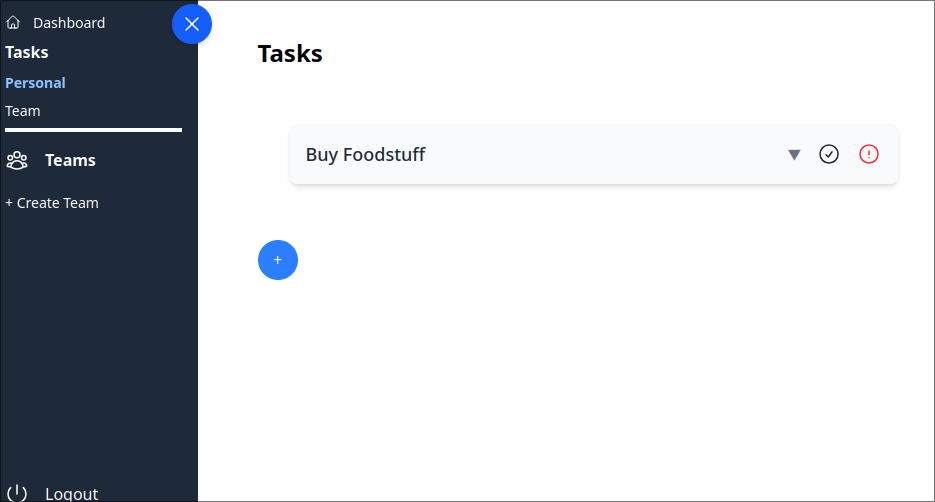 Dashboard
Tasks
Personal
Team
Teams
+ Create Team
Logout
Tasks
Buy Foodstuff
+